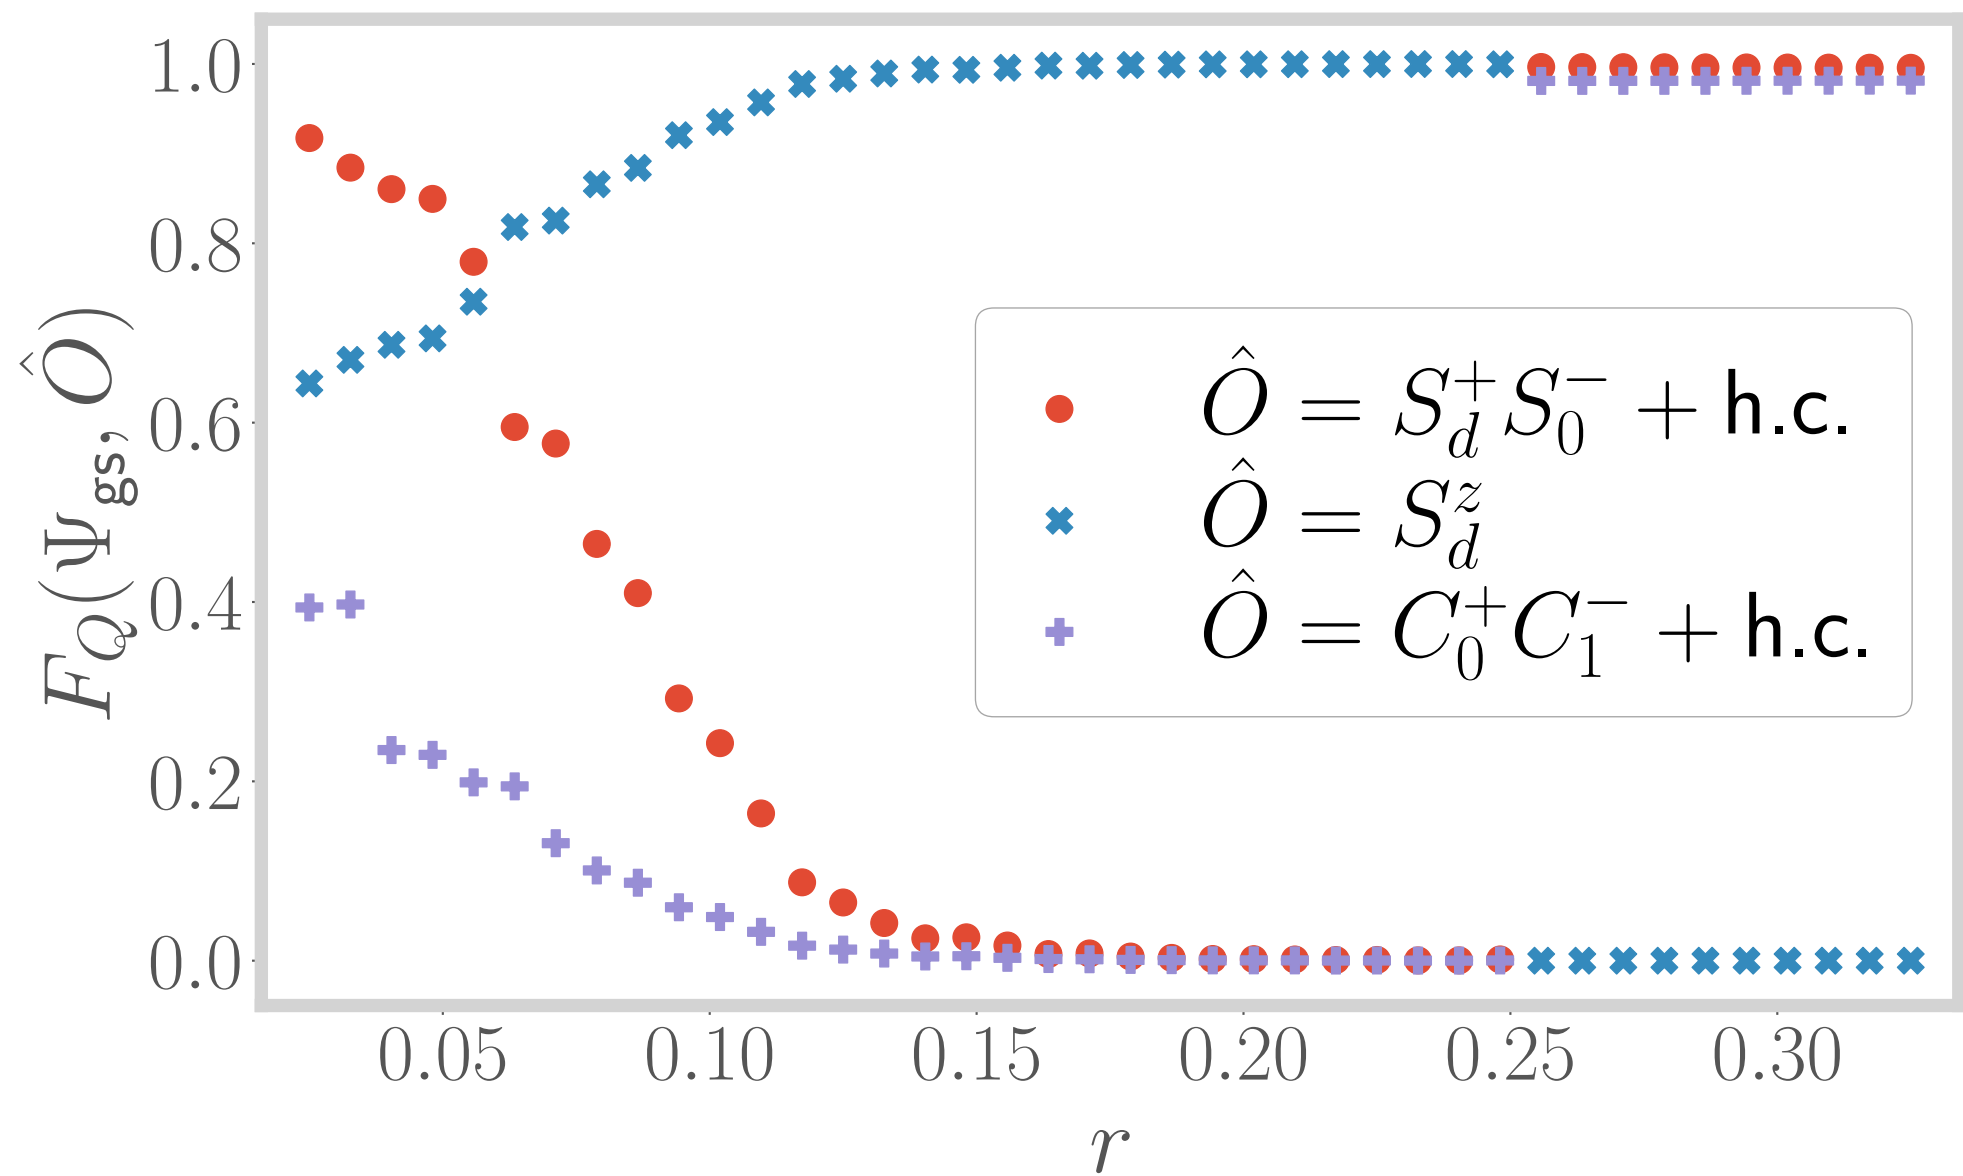 F_Q(Ψ_gs, Ô)
1.0
0.8
0.6
0.4
0.2
0.0
Ô = S_d^+ S_0^- + h.c.
Ô = S_d^z
Ô = C_0^+ C_1^- + h.c.
0.05 0.10 0.15 0.20 0.25 0.30
r